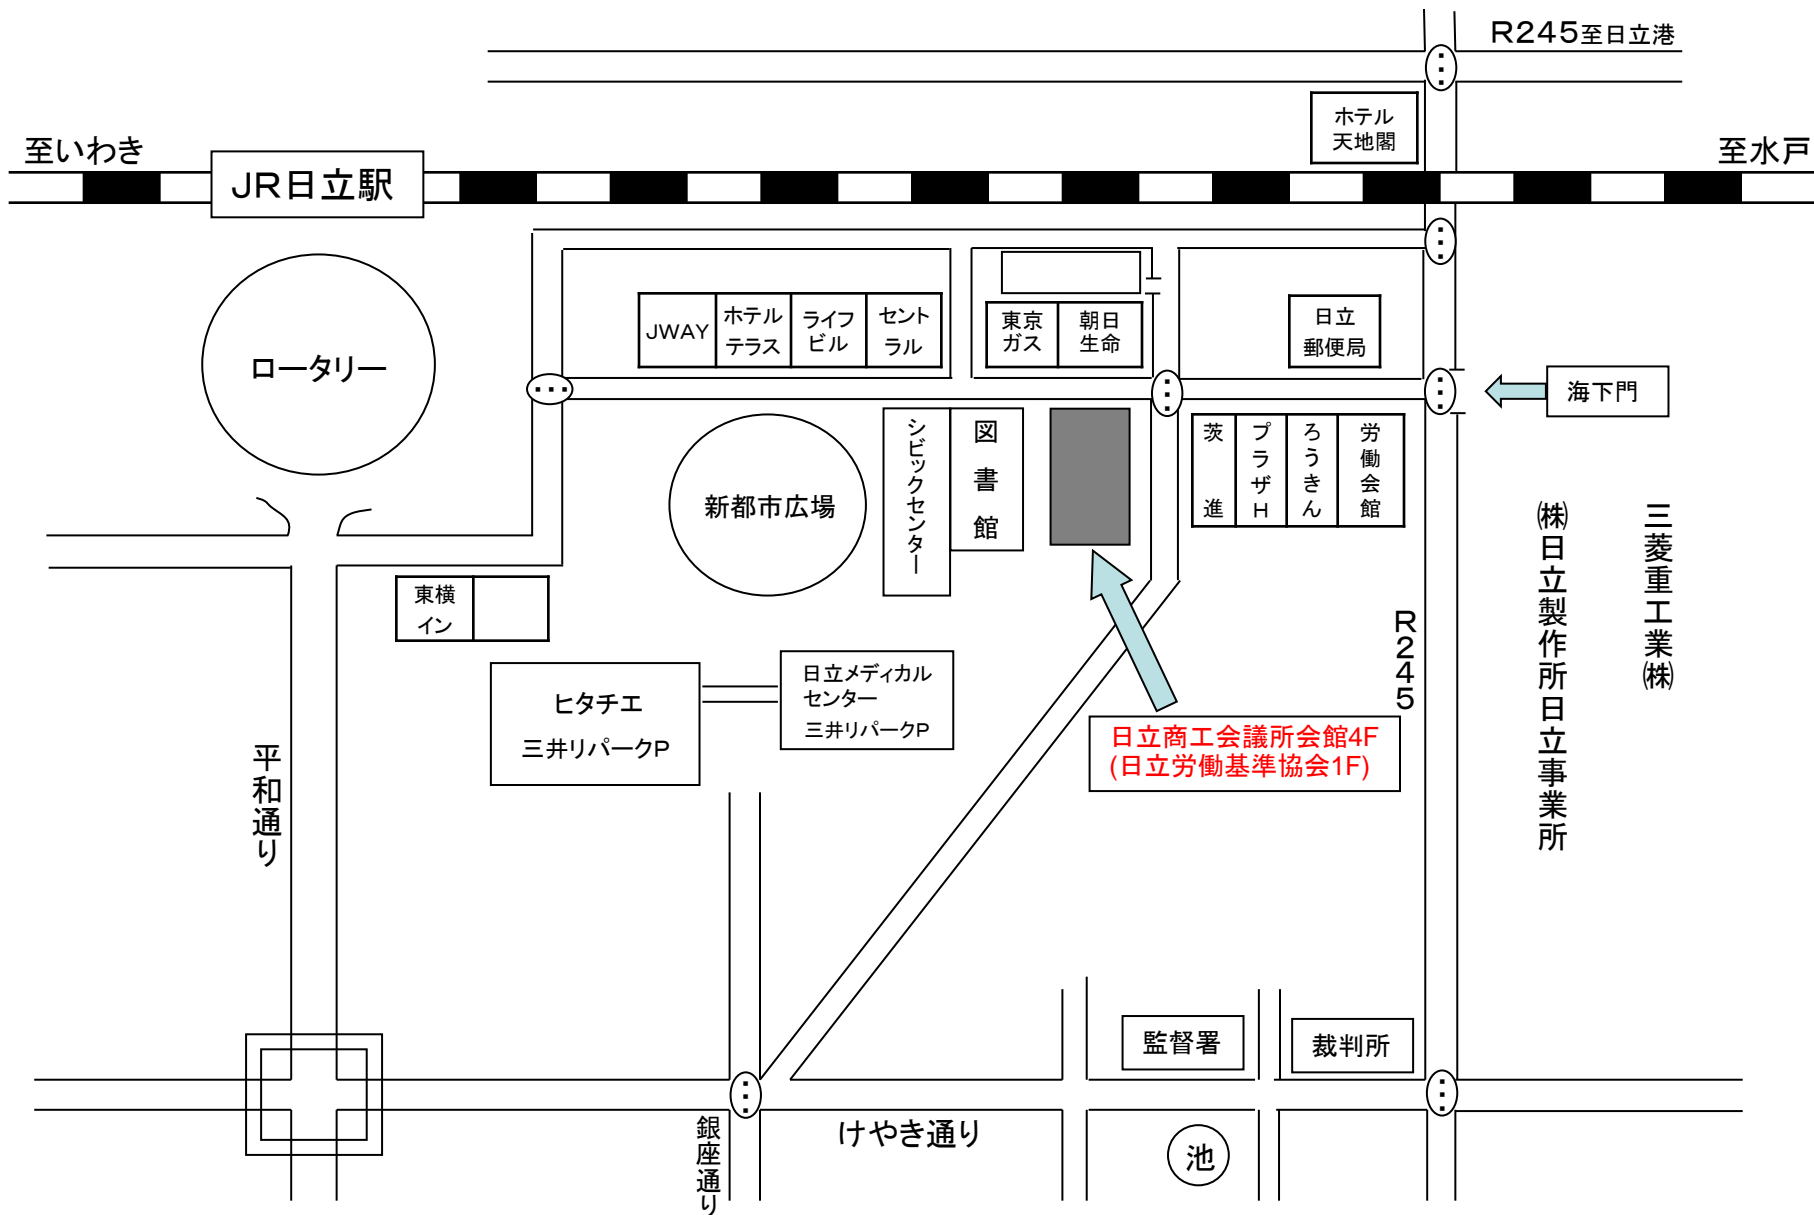 R245至日立港
ホテル
天地閣
至いわき
至水戸
JR日立駅
ロータリー
JWAY
ホテル
テラス
ライフ
ビル
セント
ラル
東京
ガス
朝日
生命
日立
郵便局
海下門
新都市広場
シビックセンター
図書館
茨進
プラザH
ろうきん
労働会館
㈱日立製作所日立事業所
三菱重工業㈱
東横
イン
R245
ヒタチエ
三井リパークP
日立メディカル
センター
三井リパークP
日立商工会議所会館4F
(日立労働基準協会1F)
平和通り
監督署
裁判所
銀座通り
けやき通り
池